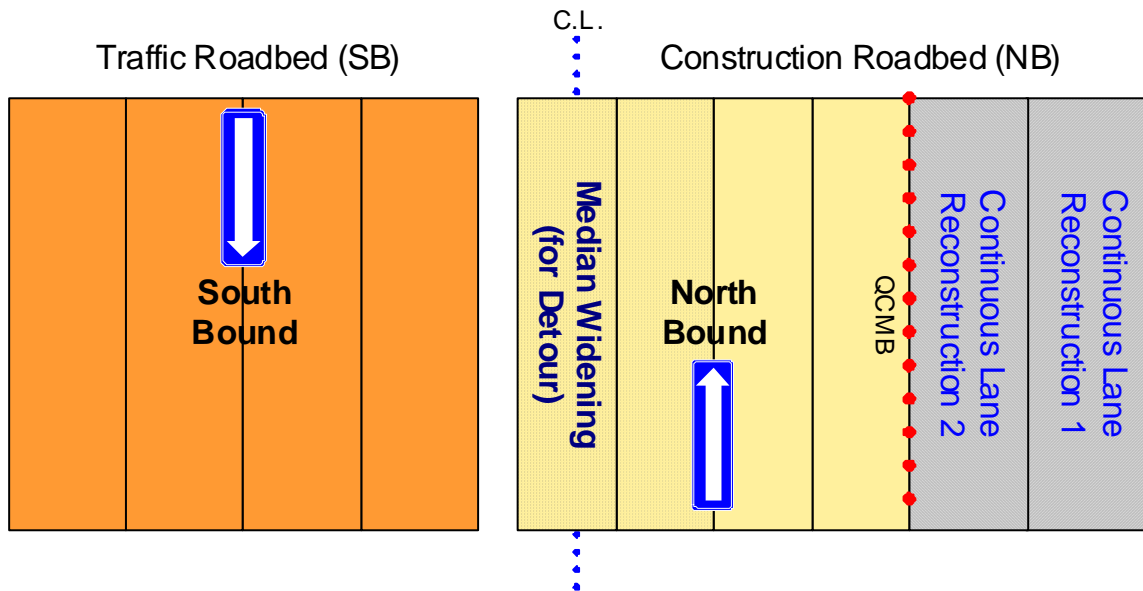 C.L.
Traffic Roadbed (SB)
Construction Roadbed (NB)
South
Bound
Median Widening
(for Detour)
North
Bound
QCMB
Continuous Lane
Reconstruction 2
Continuous Lane
Reconstruction 1